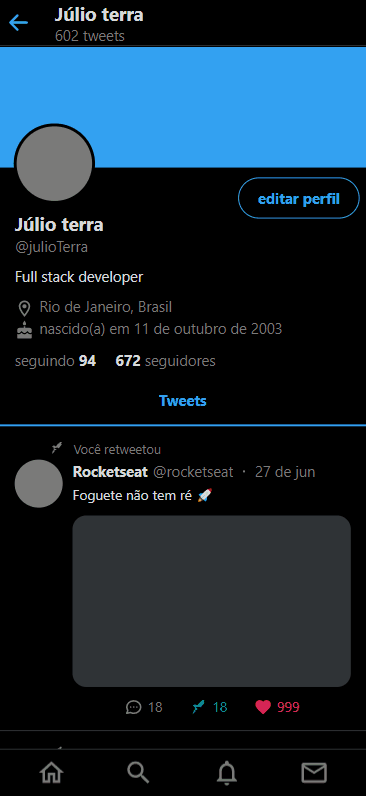 Júlio terra
602 tweets
editar perfil
Júlio terra
@julioTerra
Full stack developer
Rio de Janeiro, Brasil
nascido(a) em 11 de outubro de 2003
seguindo 94 672 seguidores
Tweets
Você retweetou
Rocketseat @rocketseat · 27 de jun
Foguete não tem ré 🚀
18 18 999